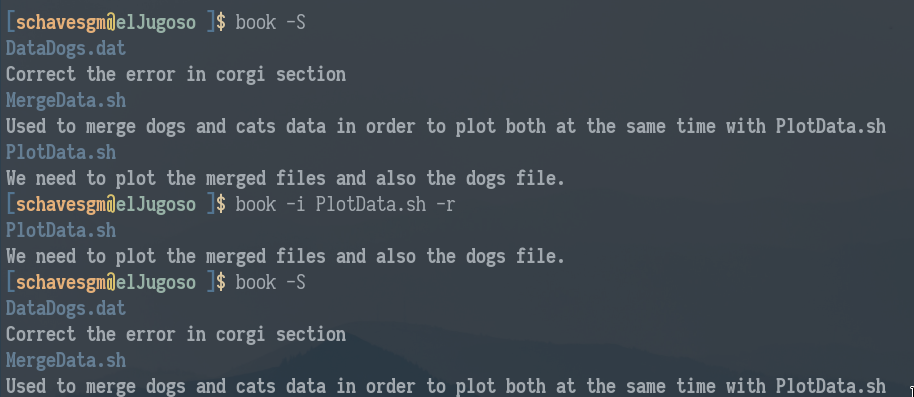 [schavesgm@elJugoso ]$ book -S
DataDogs.dat
Correct the error in corgi section
MergeData.sh
Used to merge dogs and cats data in order to plot both at the same time with PlotData.sh
PlotData.sh
We need to plot the merged files and also the dogs file.
[schavesgm@elJugoso ]$ book -i PlotData.sh -r
PlotData.sh
We need to plot the merged files and also the dogs file.
[schavesgm@elJugoso ]$ book -S
DataDogs.dat
Correct the error in corgi section
MergeData.sh
Used to merge dogs and cats data in order to plot both at the same time with PlotData.sh